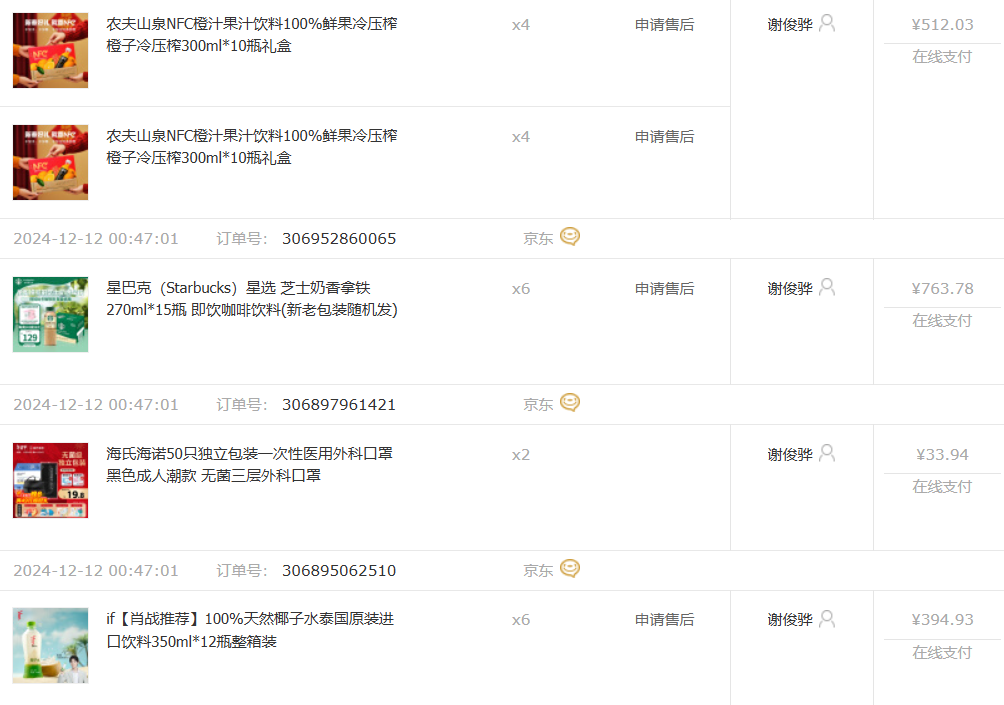 农夫山泉NFC橙汁果汁饮料100%鲜果冷压榨 x4 申请售后 谢俊骅 ¥512.03
橙子冷压榨300ml*10瓶礼盒 在线支付
农夫山泉NFC橙汁果汁饮料100%鲜果冷压榨 x4 申请售后
橙子冷压榨300ml*10瓶礼盒
2024-12-12 00:47:01 订单号: 306952860065 京东
星巴克（Starbucks）星选 芝士奶香拿铁 x6 申请售后 谢俊骅 ¥763.78
270ml*15瓶 即饮咖啡饮料(新老包装随机发) 在线支付
129
2024-12-12 00:47:01 订单号: 306897961421 京东
海氏海诺50只独立包装一次性医用外科口罩 x2 谢俊骅 ¥33.94
黑色成人潮款 无菌三层外科口罩 在线支付
无菌级
独立包装
19.8
2024-12-12 00:47:01 订单号: 306895062510 京东
if【肖战推荐】100%天然椰子水泰国原装进 x6 申请售后 谢俊骅 ¥394.93
口饮料350ml*12瓶整箱装 在线支付